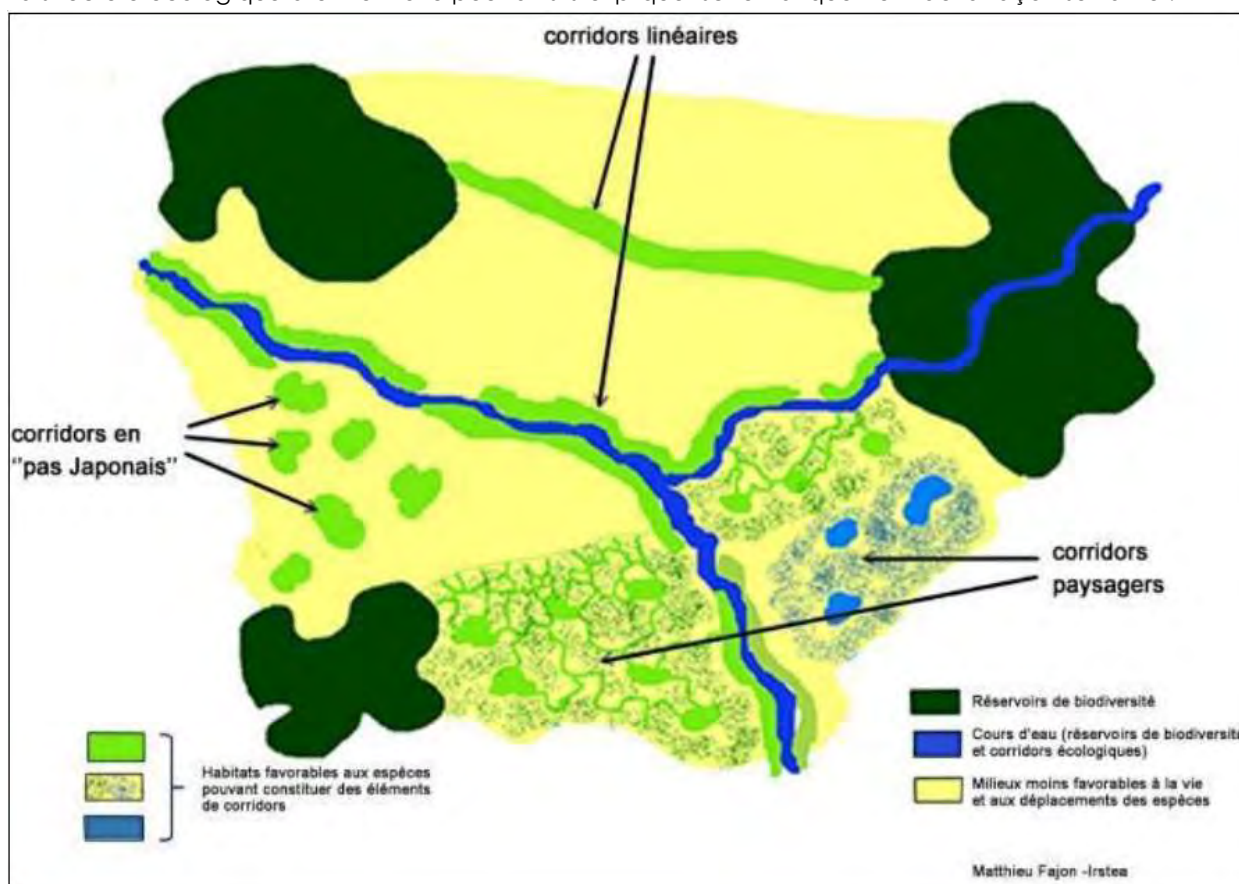 corridors linéaires
corridors en
"pas Japonais"
corridors
paysagers
Réservoirs de biodiversité
Cours d'eau (réservoirs de biodiversité
et corridors écologiques)
Milieux moins favorables à la vie
et aux déplacements des espèces
Habitats favorables aux espèces
pouvant constituer des éléments
de corridors
Matthieu Fajon -Irstea